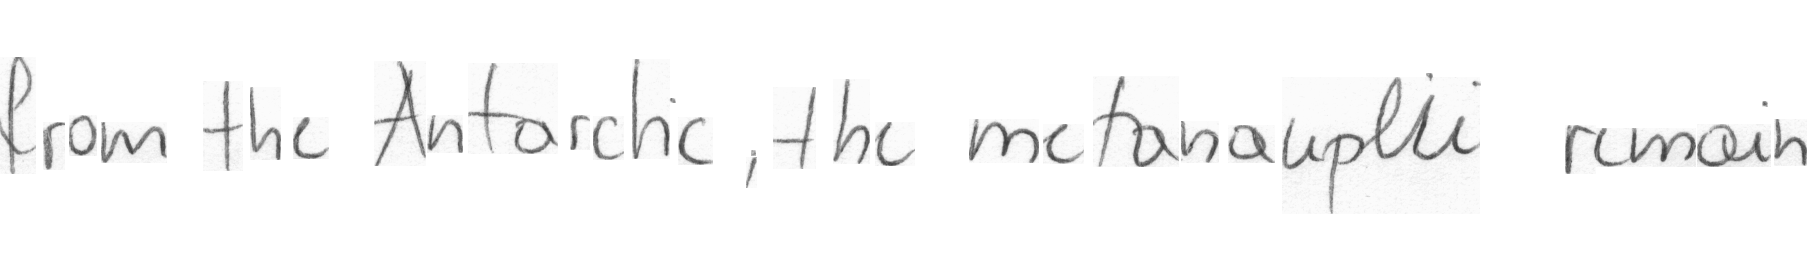 from the Antarctic, the metanauplii remain